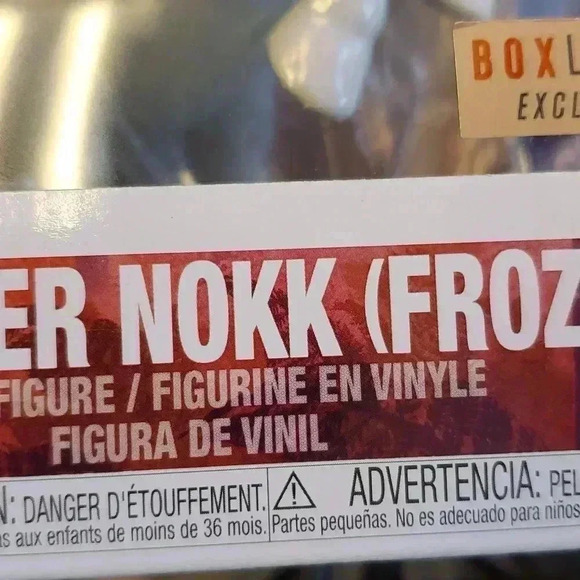 BOXL
EXCL
ER NOKK (FROZ
FIGURE / FIGURINE EN VINYLE
FIGURA DE VINIL
N: DANGER D'ÉTOUFFEMENT. ADVERTENCIA: PEL
as aux enfants de moins de 36 mois. Partes pequeñas. No es adecuado para niños